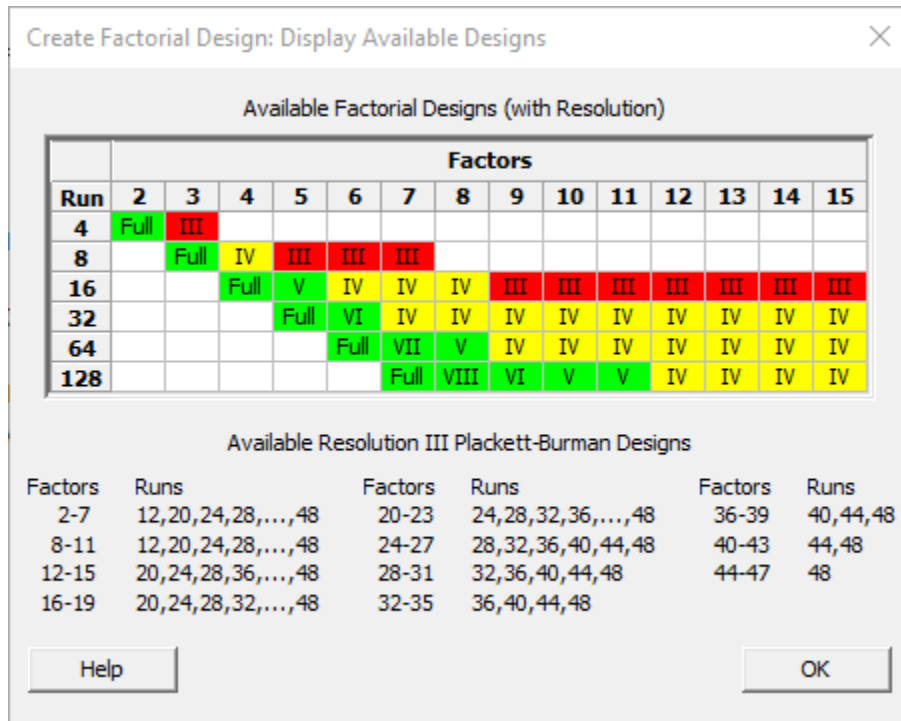 Create Factorial Design: Display Available Designs
Available Factorial Designs (with Resolution)
Factors
Run 2 3 4 5 6 7 8 9 10 11 12 13 14 15
4 Full III
8 Full IV III III III
16 Full V IV IV IV III III III III III III III
32 Full VI IV IV IV IV IV IV IV IV IV
64 Full VII V IV IV IV IV IV IV IV
128 Full VIII VI V V IV IV IV IV
Available Resolution III Plackett-Burman Designs
Factors Runs Factors Runs Factors Runs
2-7 12,20,24,28,...,48 20-23 24,28,32,36,...,48 36-39 40,44,48
8-11 12,20,24,28,...,48 24-27 28,32,36,40,44,48 40-43 44,48
12-15 20,24,28,36,...,48 28-31 32,36,40,44,48 44-47 48
16-19 20,24,28,32,...,48 32-35 36,40,44,48
Help OK